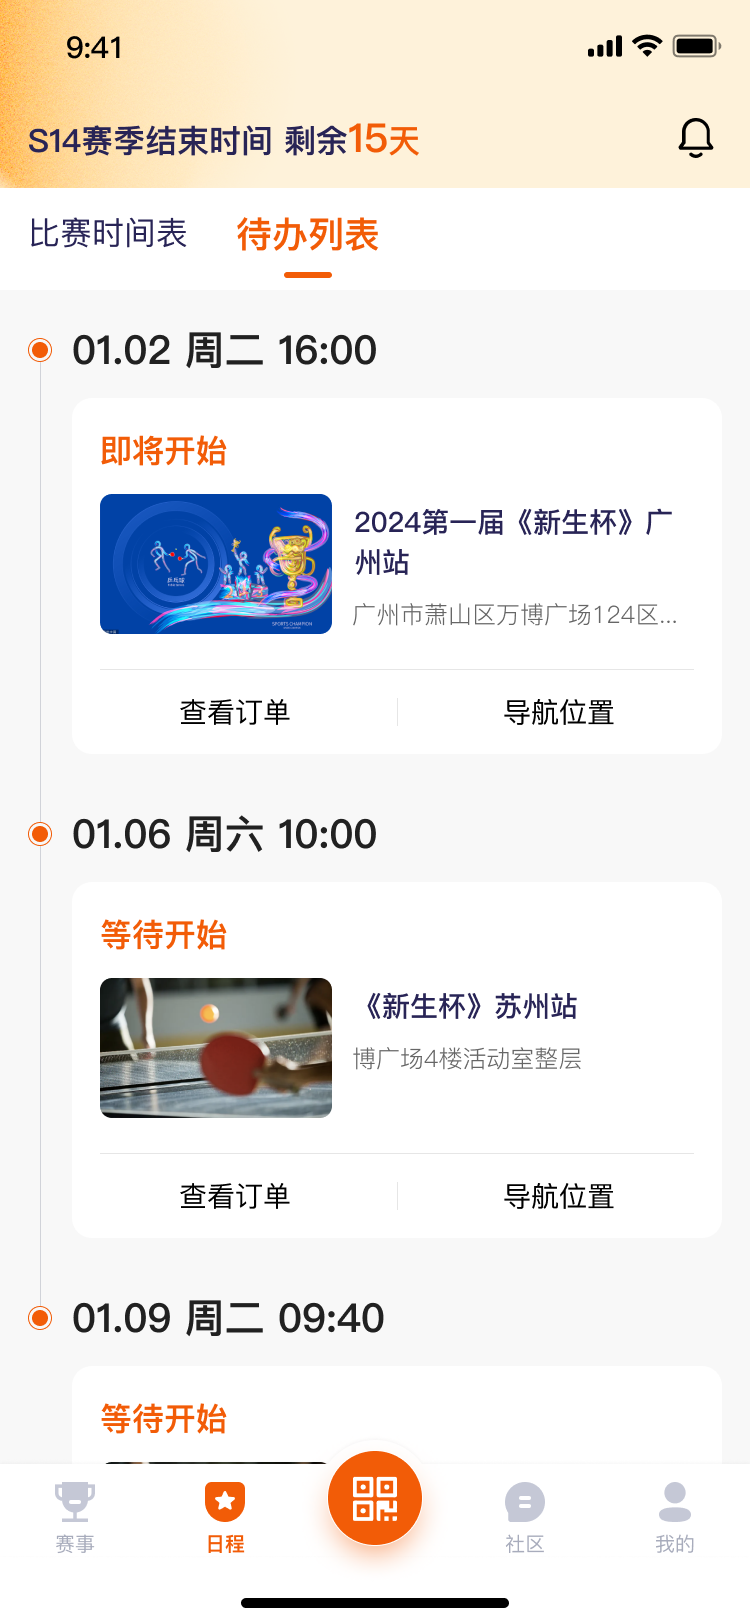 9:41
S14赛季结束时间 剩余15天
比赛时间表
待办列表
01.02 周二 16:00
即将开始
乒乓球
SPORTS CHAMPION
2024第一届《新生杯》广
州站
广州市萧山区万博广场124区...
查看订单
导航位置
01.06 周六 10:00
等待开始
《新生杯》苏州站
博广场4楼活动室整层
查看订单
导航位置
01.09 周二 09:40
等待开始
赛事
日程
社区
我的